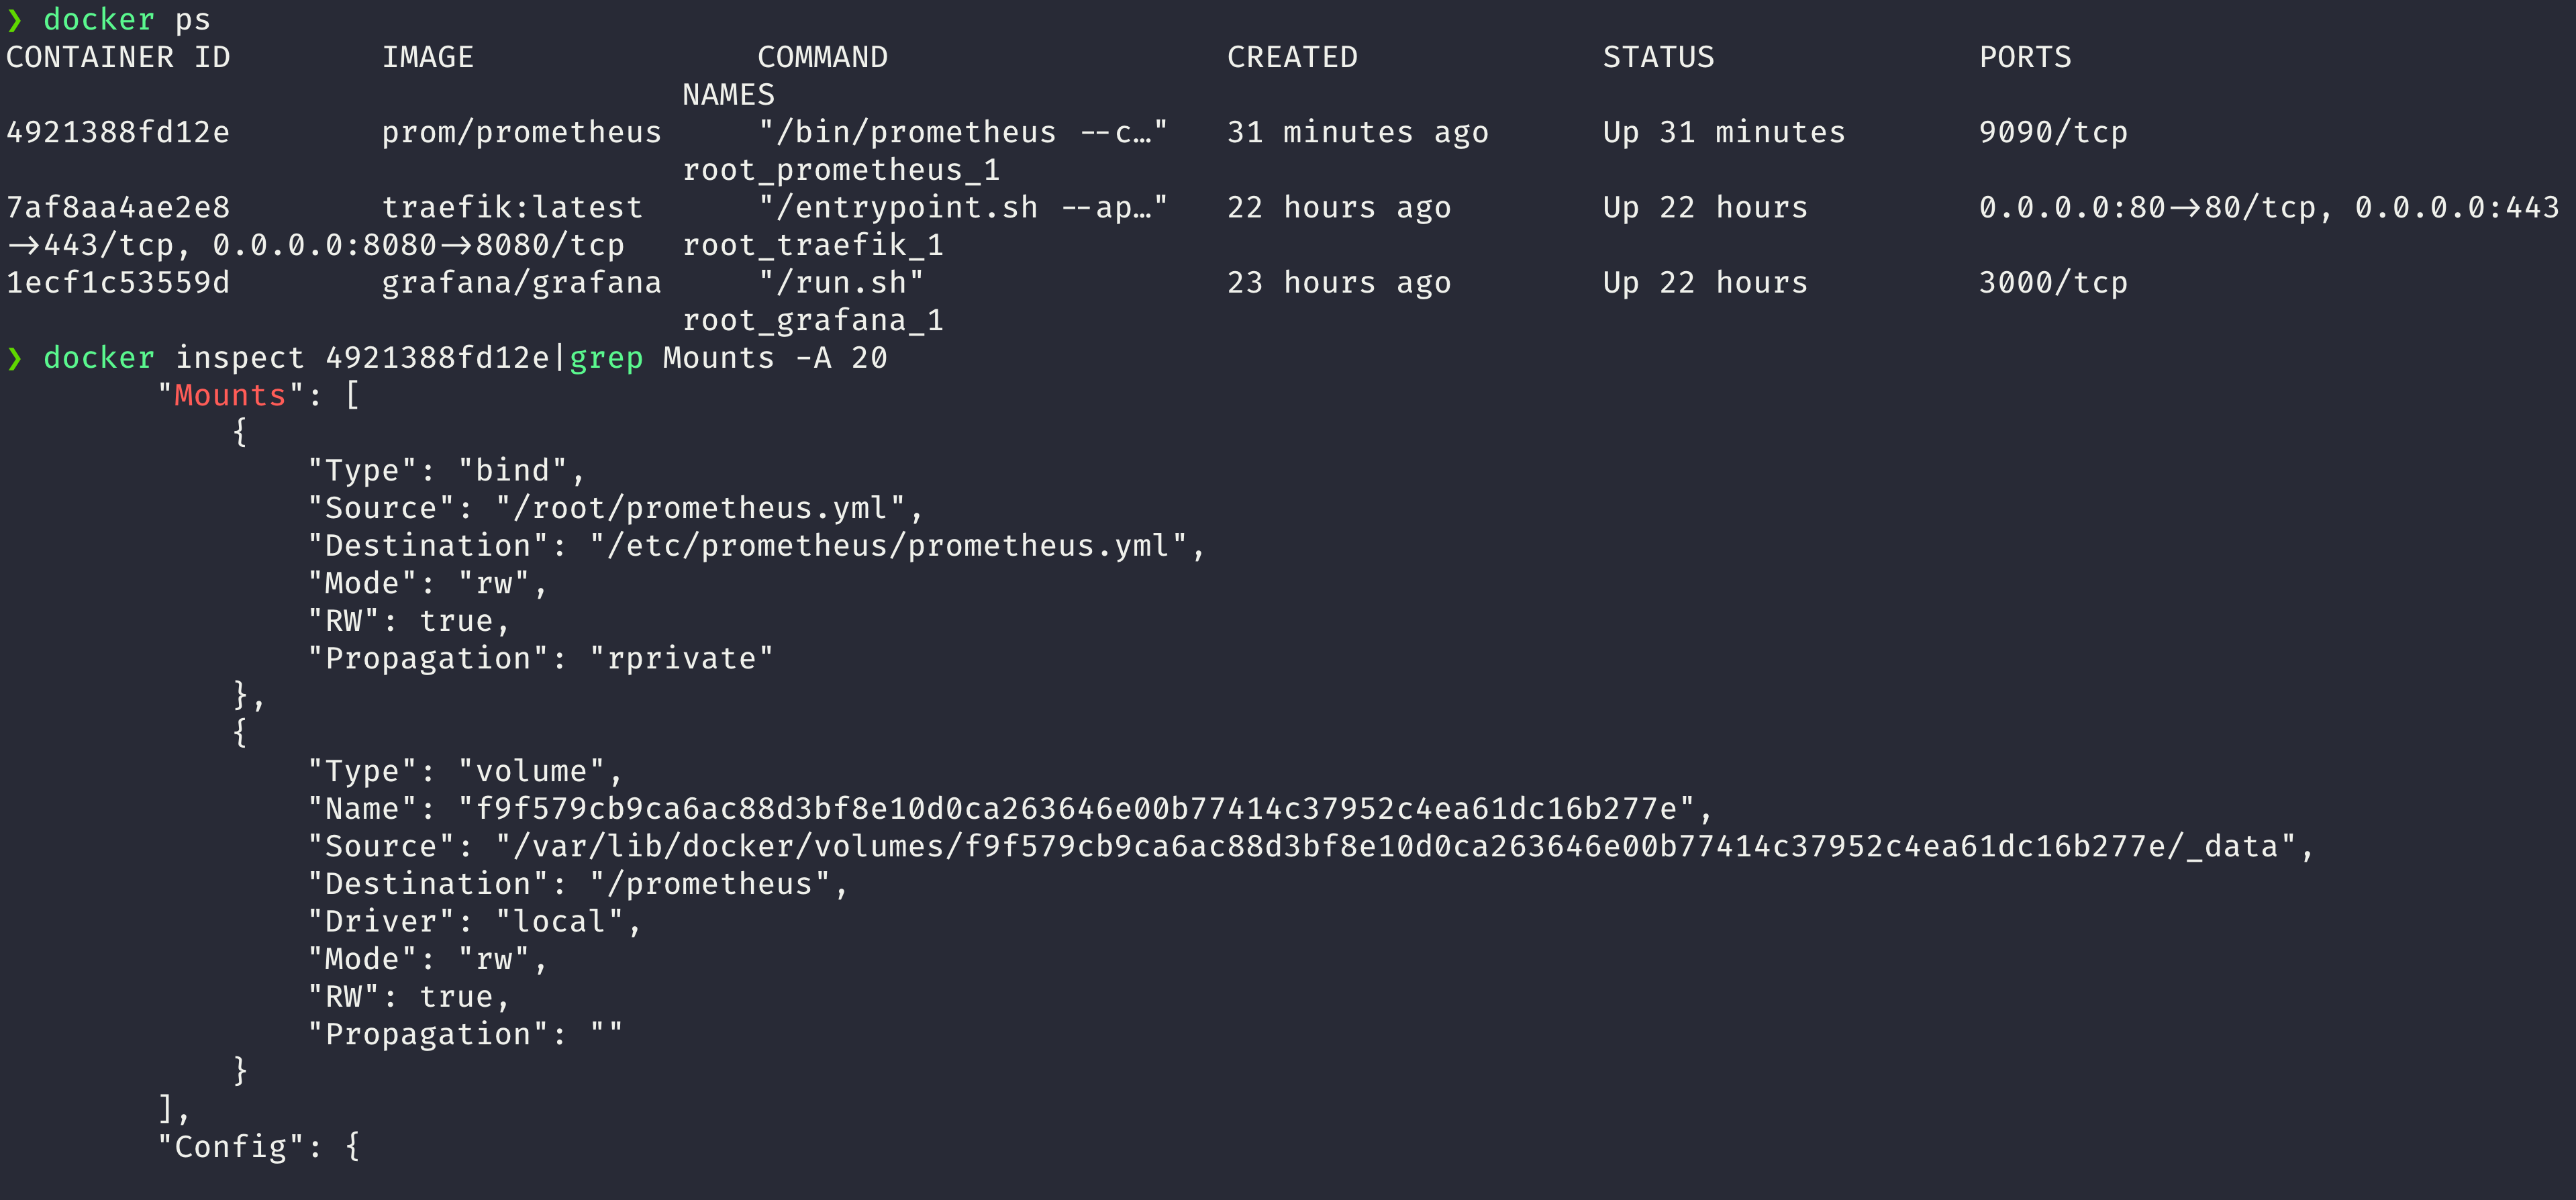 ❯ docker ps
CONTAINER ID        IMAGE               COMMAND                  CREATED             STATUS              PORTS
                                    NAMES
4921388fd12e        prom/prometheus     "/bin/prometheus --c…"   31 minutes ago      Up 31 minutes       9090/tcp
                                    root_prometheus_1
7af8aa4ae2e8        traefik:latest      "/entrypoint.sh --ap…"   22 hours ago        Up 22 hours         0.0.0.0:80->80/tcp, 0.0.0.0:443
->443/tcp, 0.0.0.0:8080->8080/tcp   root_traefik_1
1ecf1c53559d        grafana/grafana     "/run.sh"                23 hours ago        Up 22 hours         3000/tcp
                                    root_grafana_1
❯ docker inspect 4921388fd12e|grep Mounts -A 20
        "Mounts": [
            {
                "Type": "bind",
                "Source": "/root/prometheus.yml",
                "Destination": "/etc/prometheus/prometheus.yml",
                "Mode": "rw",
                "RW": true,
                "Propagation": "rprivate"
            },
            {
                "Type": "volume",
                "Name": "f9f579cb9ca6ac88d3bf8e10d0ca263646e00b77414c37952c4ea61dc16b277e",
                "Source": "/var/lib/docker/volumes/f9f579cb9ca6ac88d3bf8e10d0ca263646e00b77414c37952c4ea61dc16b277e/_data",
                "Destination": "/prometheus",
                "Driver": "local",
                "Mode": "rw",
                "RW": true,
                "Propagation": ""
            }
        ],
        "Config": {